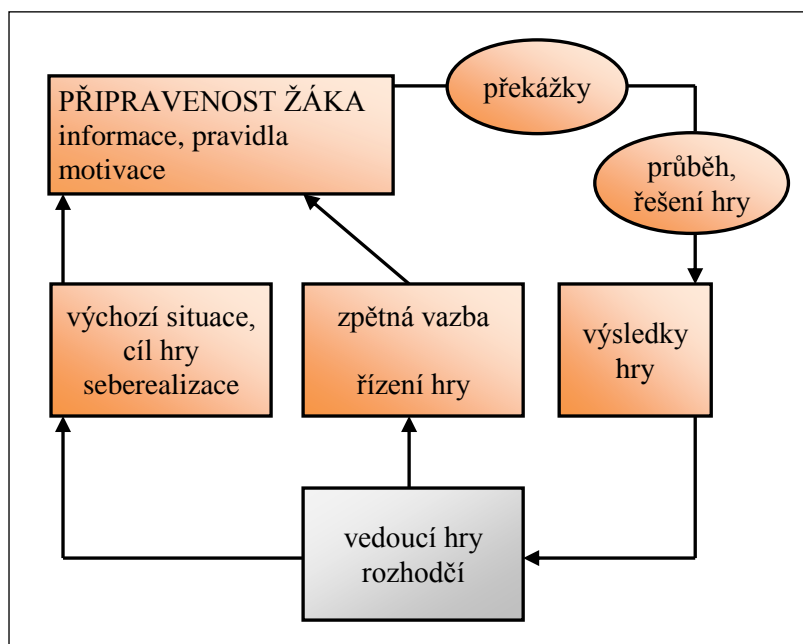 PŘIPRAVENOST ŽÁKA
informace, pravidla
motivace
překážky
průběh,
řešení hry
výchozí situace,
cíl hry
seberealizace
zpětná vazba
řízení hry
výsledky
hry
vedoucí hry
rozhodčí